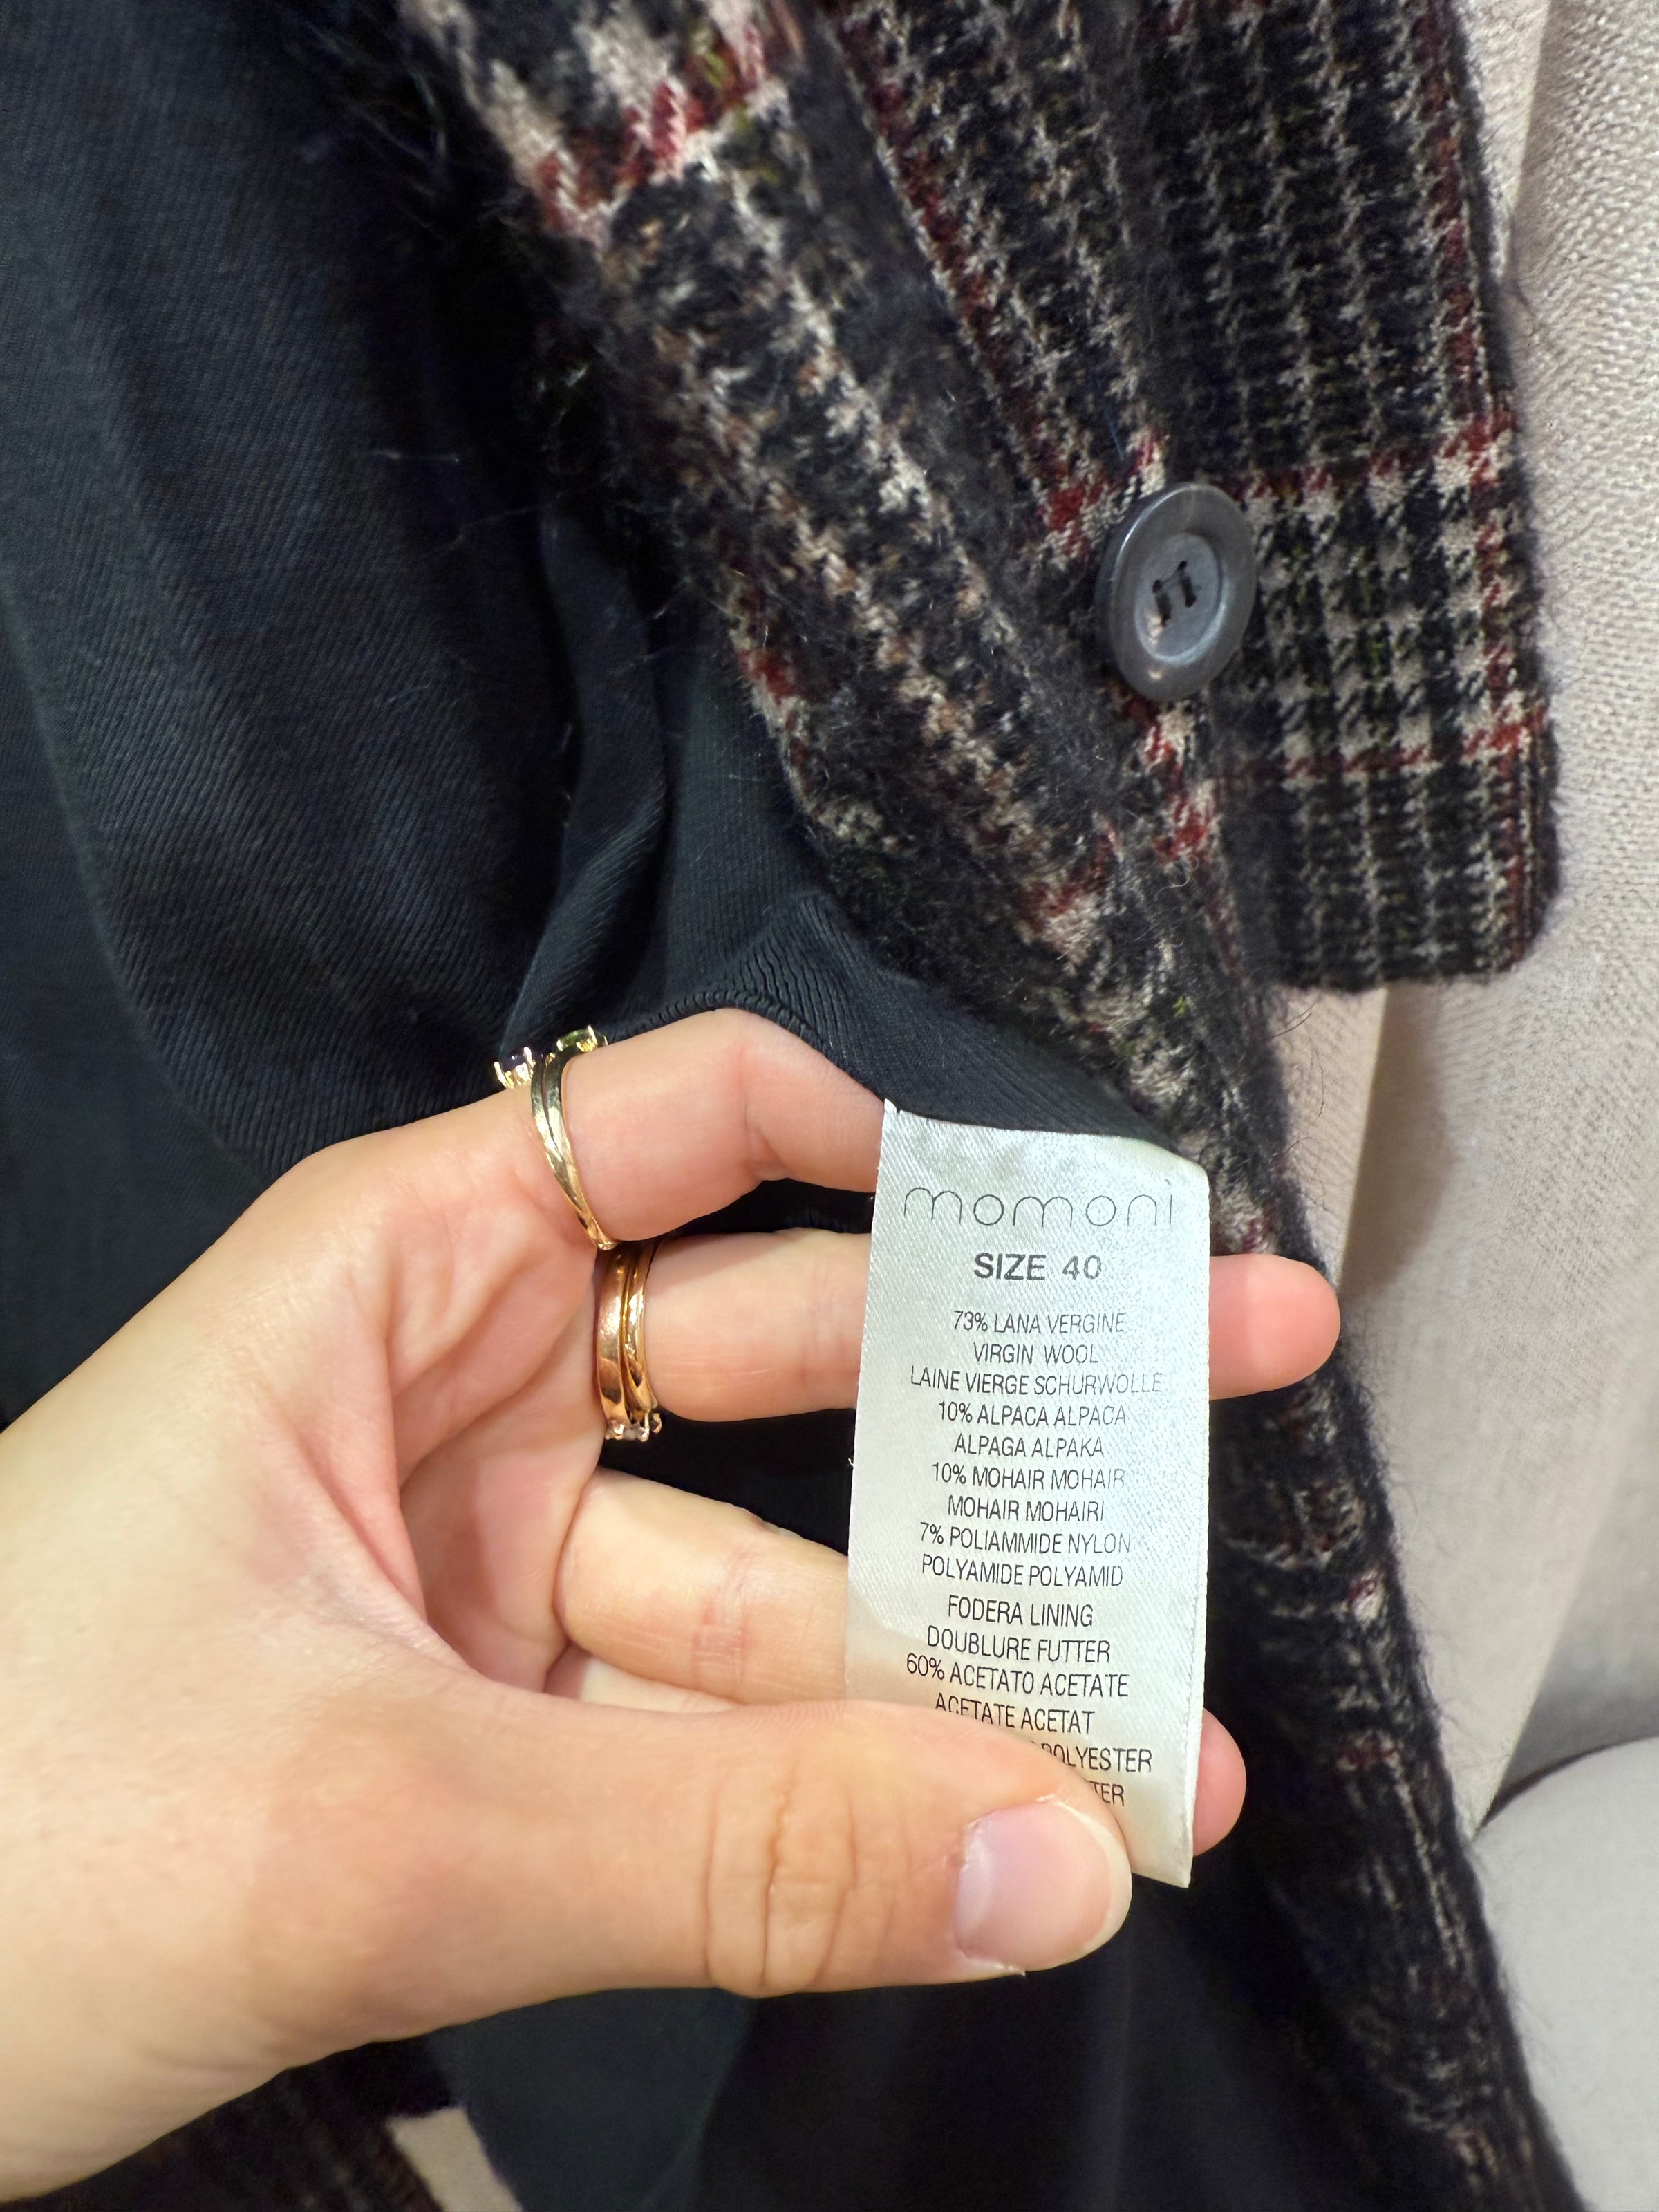 momonì
SIZE 40
73% LANA VERGINE
VIRGIN WOOL
LAINE VIERGE SCHURWOLLE
10% ALPACA ALPACA
ALPAGA ALPAKA
10% MOHAIR MOHAIR
MOHAIR MOHAIRI
7% POLIAMMIDE NYLON
POLYAMIDE POLYAMID
FODERA LINING
DOUBLURE FUTTER
60% ACETATO ACETATE
ACETATE ACETAT
POLYESTER